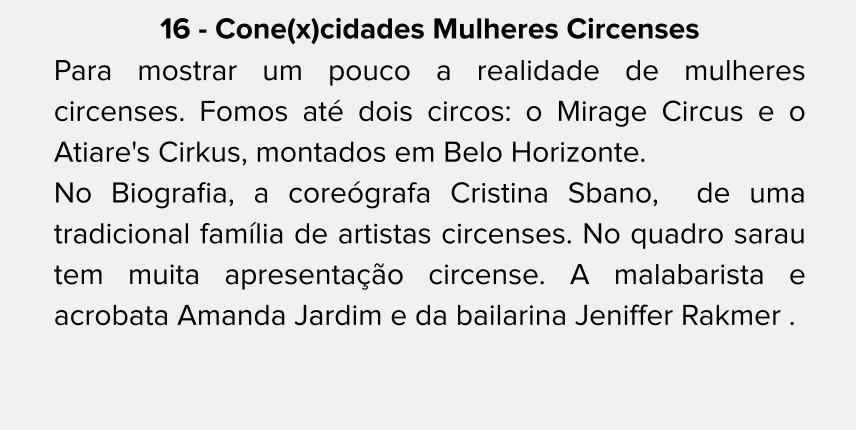 16 - Cone(x)cidades Mulheres Circenses
Para mostrar um pouco a realidade de mulheres
circenses. Fomos até dois circos: o Mirage Circus e o
Atiare's Cirkus, montados em Belo Horizonte.
No Biografia, a coreógrafa Cristina Sbano, de uma
tradicional família de artistas circenses. No quadro sarau
tem muita apresentação circense. A malabarista e
acrobata Amanda Jardim e da bailarina Jeniffer Rakmer .